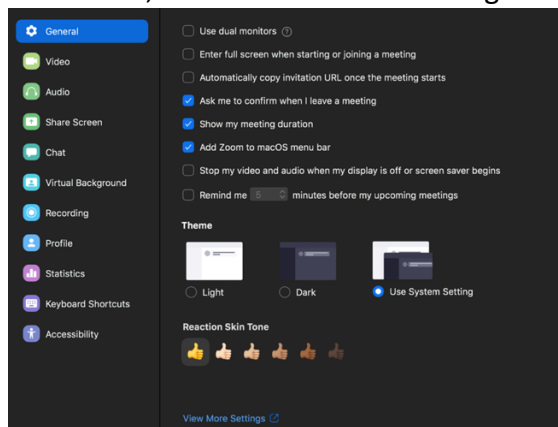 General
Video
Audio
Share Screen
Chat
Virtual Background
Recording
Profile
Statistics
Keyboard Shortcuts
Accessibility
Use dual monitors
Enter full screen when starting or joining a meeting
Automatically copy invitation URL once the meeting starts
Ask me to confirm when I leave a meeting
Show my meeting duration
Add Zoom to macOS menu bar
Stop my video and audio when my display is off or screen saver begins
Remind me 5 minutes before my upcoming meetings
Theme
Light Dark Use System Setting
Reaction Skin Tone
View More Settings